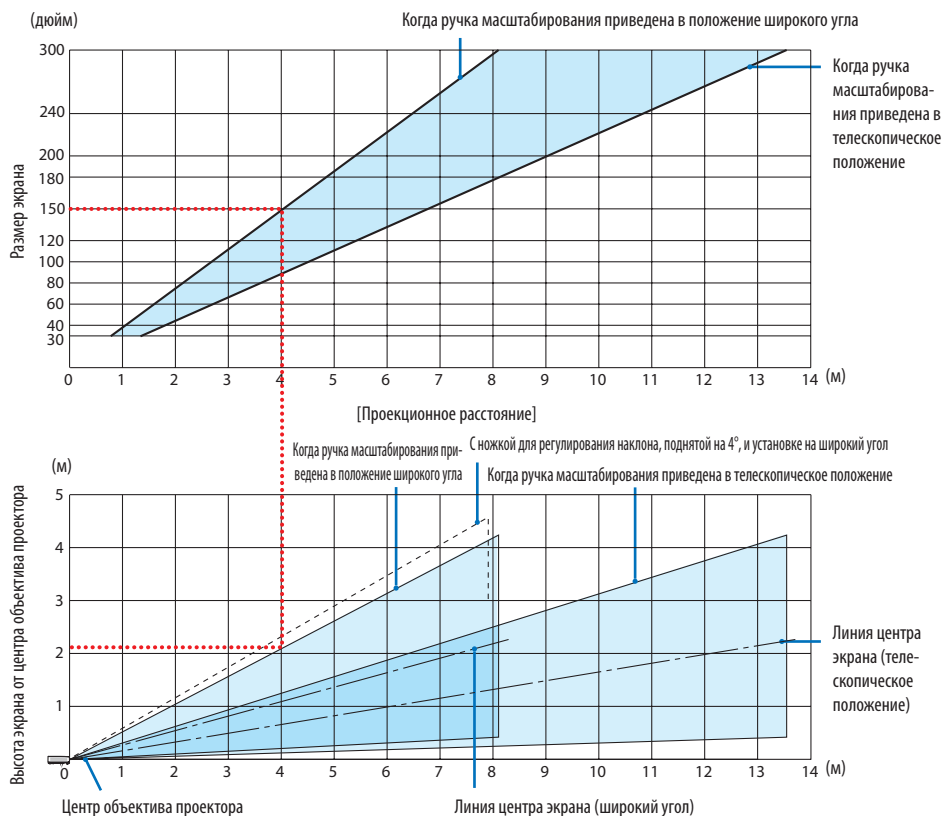 (дюйм)
Когда ручка масштабирования приведена в положение широкого угла
300
240
200
180
150
120
100
80
60
40
30
Размер экрана
Когда ручка
масштабирова-
ния приведена в
телескопическое
положение
0 1 2 3 4 5 6 7 8 9 10 11 12 13 14 (м)
[Проекционное расстояние]
Когда ручка масштабирования при-
ведена в положение широкого угла
С ножкой для регулирования наклона, поднятой на 4°, и установке на широкий угол
Когда ручка масштабирования приведена в телескопическое положение
(м)
5
4
3
2
1
Высота экрана от центра объектива проектора
Линия центра
экрана (теле-
скопическое
положение)
0 1 2 3 4 5 6 7 8 9 10 11 12 13 14 (м)
Центр объектива проектора
Линия центра экрана (широкий угол)